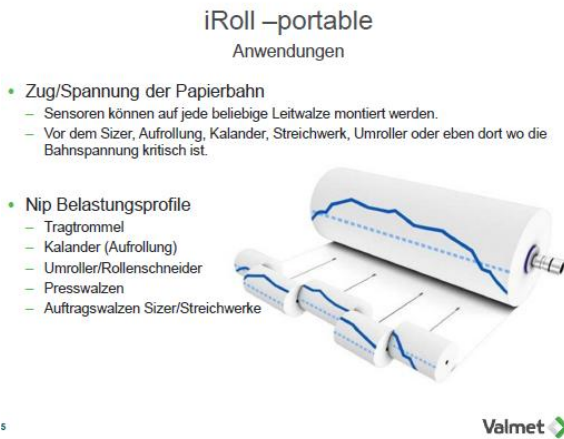 iRoll –portable
Anwendungen
• Zug/Spannung der Papierbahn
– Sensoren können auf jede beliebige Leitwalze montiert werden.
– Vor dem Sizer, Aufrollung, Kalander, Streichwerk, Umroller oder eben dort wo die
Bahnspannung kritisch ist.
• Nip Belastungsprofile
– Tragtrommel
– Kalander (Aufrollung)
– Umroller/Rollenschneider
– Presswalzen
– Auftragswalzen Sizer/Streichwerke
5
Valmet